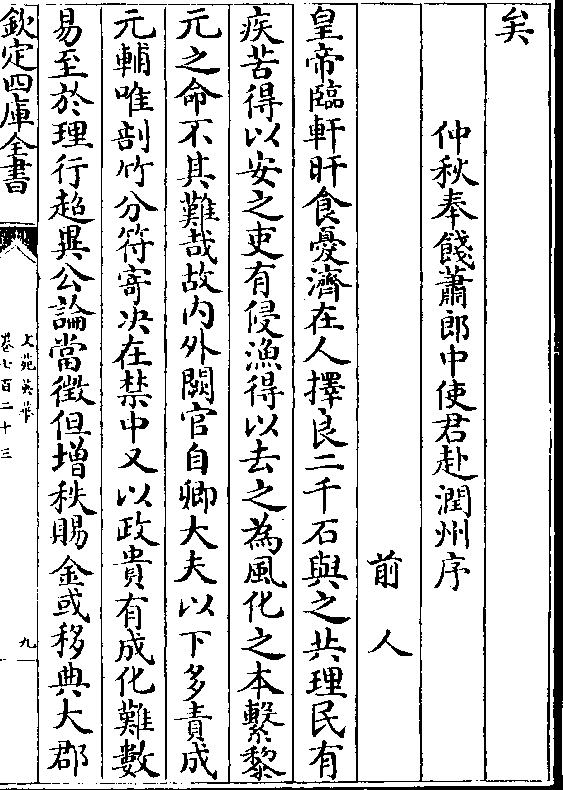 矣
仲秋奉餞蕭郎中使君赴潤州序
前人
皇帝臨軒旰食憂濟在人擇良二千石與之共理民有
疾苦得以安之吏有侵漁得以去之為風化之本繫黎
元之命不其難哉故内外闕官自卿大夫以下多責成
元輔唯剖竹分符寄決在禁中又以政貴有成化難數
易至於理行超異公論當徴但增秩賜金或移典大郡
欽定四庫全書
文苑英華
卷七百二十三
九